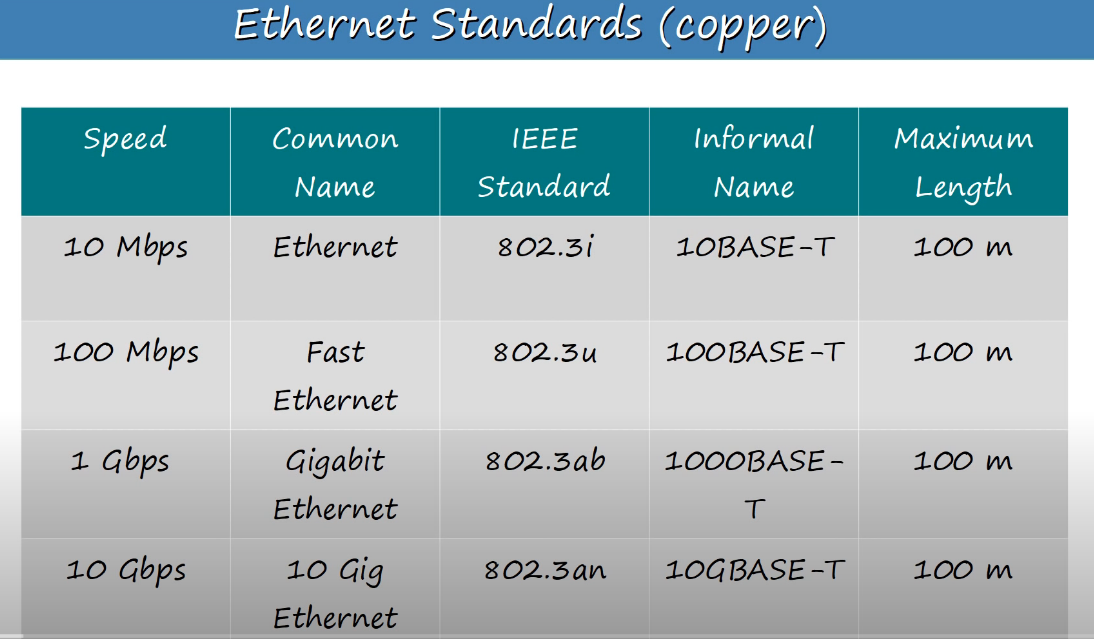 Ethernet Standards (copper)
Speed Common IEEE Informal Maximum
Name Standard Name Length
10 Mbps Ethernet 802.3i 10BASE-T 100 m
100 Mbps Fast 802.3u 100BASE-T 100 m
Ethernet
1 Gbps Gigabit 802.3ab 1000BASE- 100 m
Ethernet T
10 Gbps 10 Gig 802.3an 10GBASE-T 100 m
Ethernet